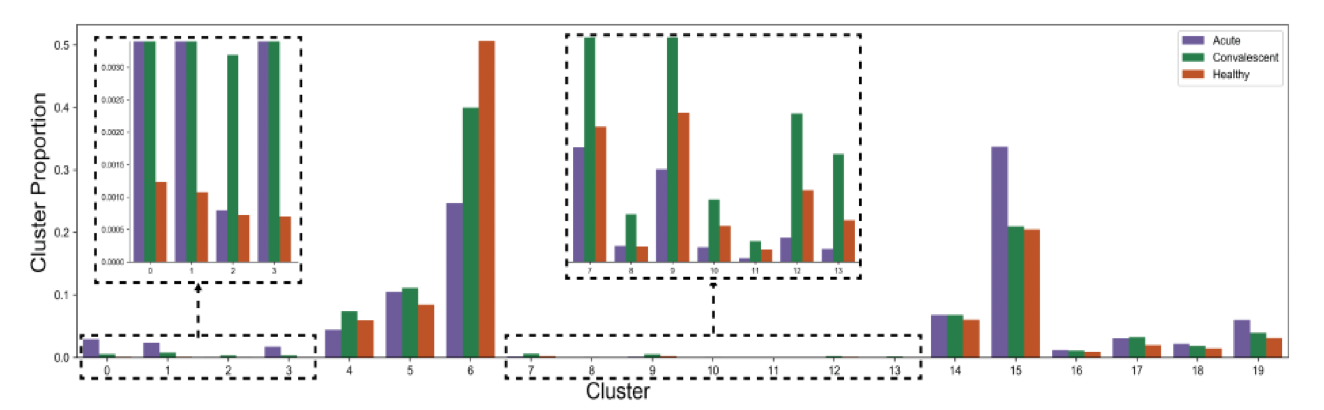 Cluster Proportion
0.5
0.4
0.3
0.2
0.1
0.0
0.0030
0.0025
0.0020
0.0015
0.0010
0.0005
0.0000
0 1 2 3
7 8 9 10 11 12 13
Acute
Convalescent
Healthy
0 1 2 3 4 5 6 7 8 9 10 11 12 13 14 15 16 17 18 19
Cluster